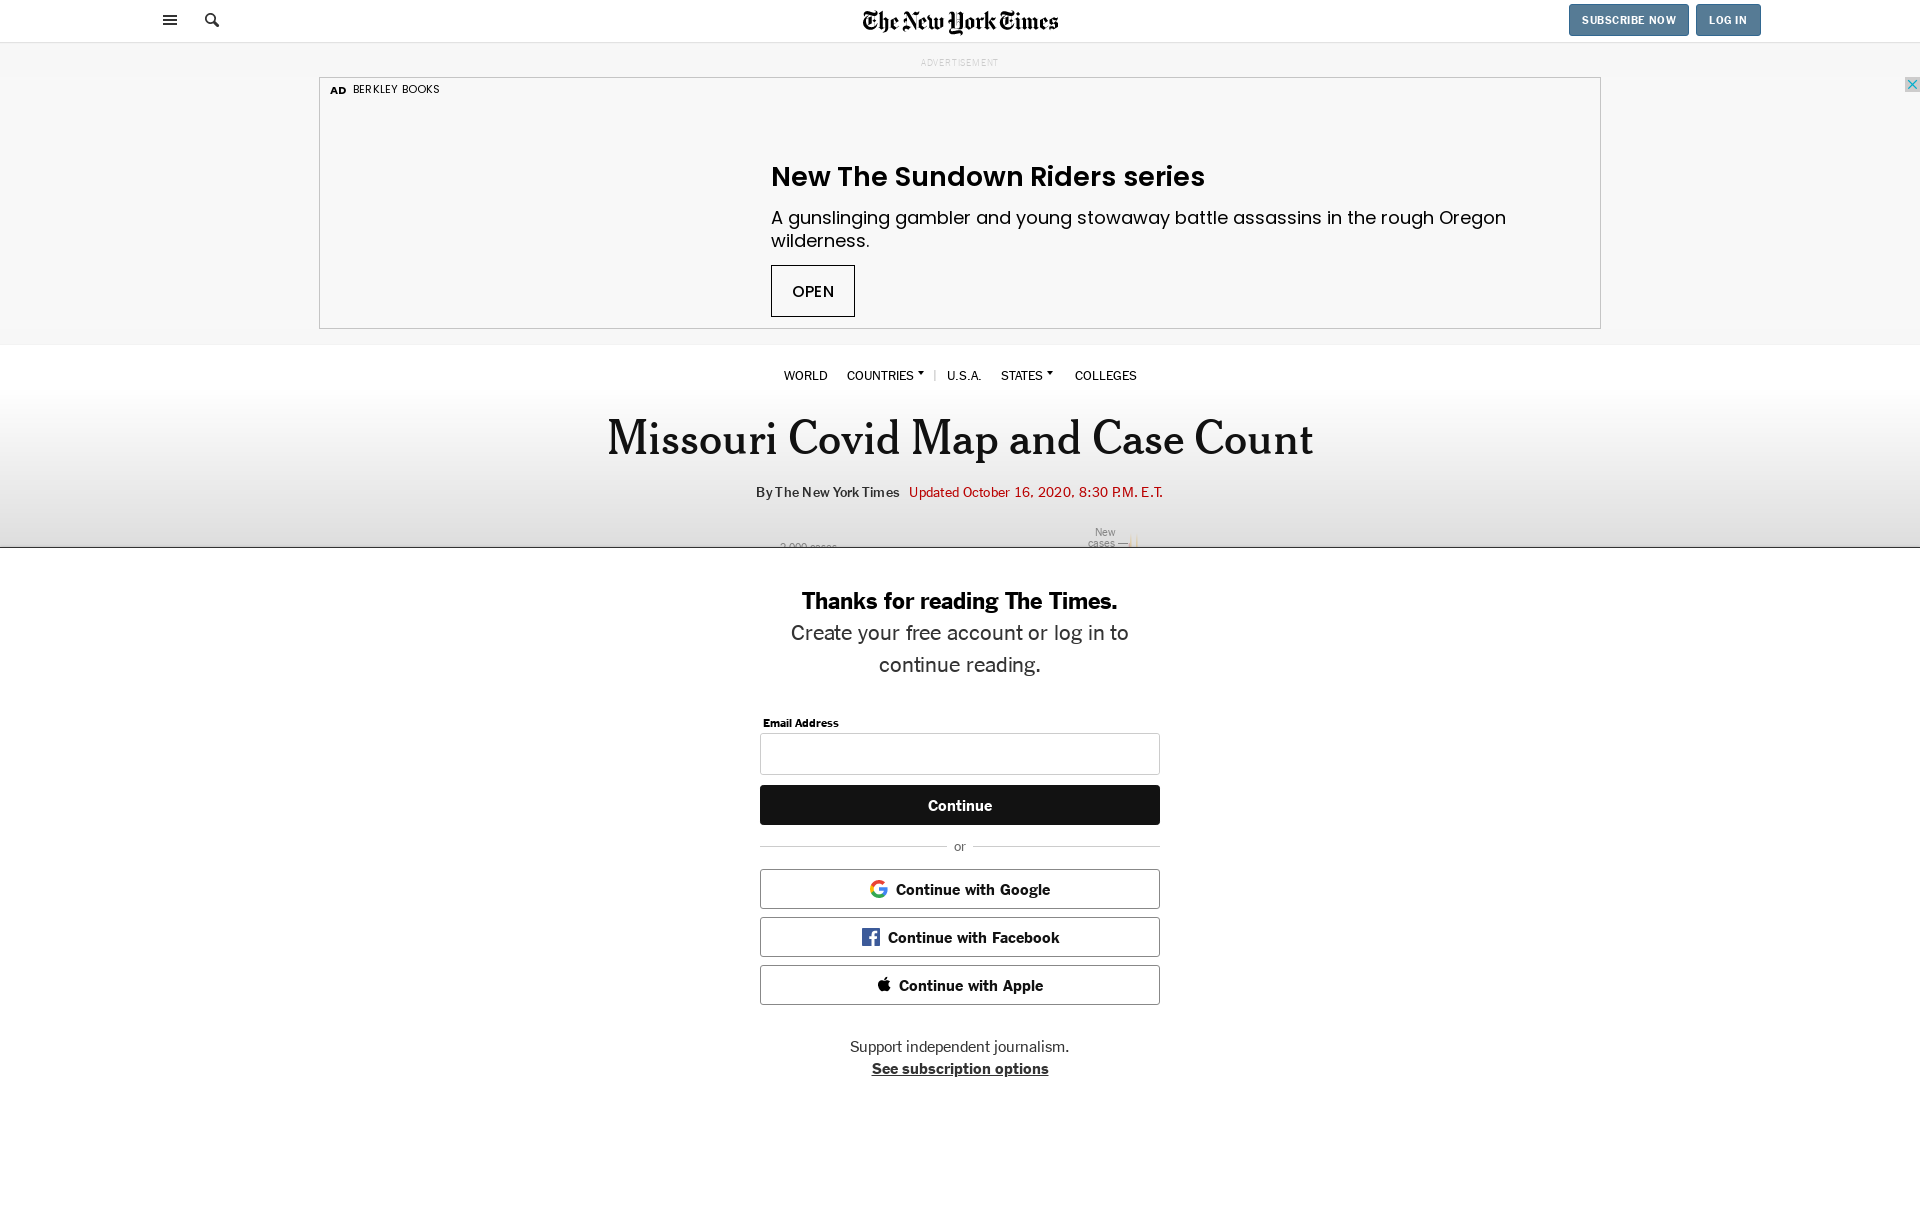 The New York Times
SUBSCRIBE NOW
LOG IN
ADVERTISEMENT
AD BERKLEY BOOKS
New The Sundown Riders series
A gunslinging gambler and young stowaway battle assassins in the rough Oregon
wilderness.
OPEN
WORLD COUNTRIES | U.S.A. STATES COLLEGES
Missouri Covid Map and Case Count
By The New York Times Updated October 16, 2020, 8:30 P.M. E.T.
New
2,000 cases
cases —
Thanks for reading The Times.
Create your free account or log in to
continue reading.
Email Address
Continue
or
Continue with Google
Continue with Facebook
Continue with Apple
Support independent journalism.
See subscription options